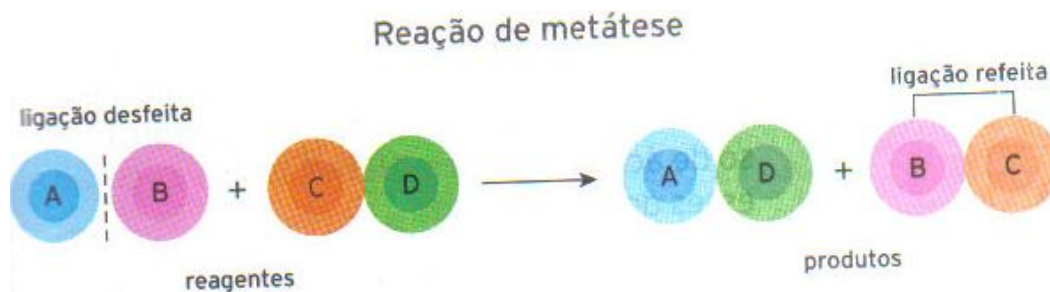 Reação de metátese
ligação desfeita
ligação refeita
A B + C D A D + B C
reagentes
produtos